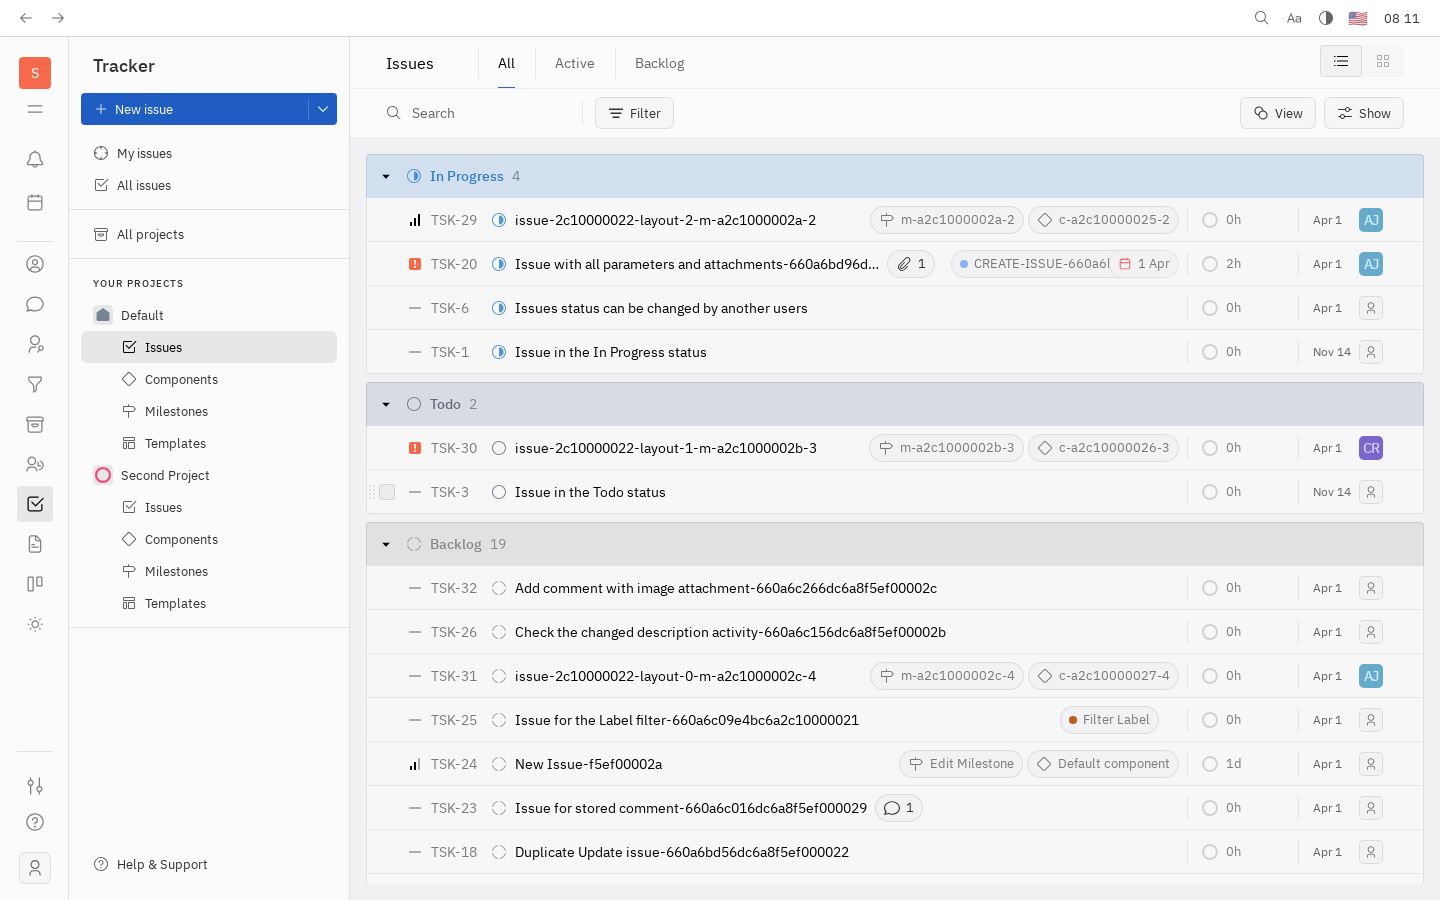 Aa
08 11
S
Tracker
New issue
My issues
All issues
All projects
YOUR PROJECTS
Default
Issues
Components
Milestones
Templates
Second Project
Issues
Components
Milestones
Templates
Help & Support
Issues All Active Backlog
Search Filter View Show
In Progress 4
TSK-29 issue-2c10000022-layout-2-m-a2c1000002a-2 m-a2c1000002a-2 c-a2c10000025-2 0h Apr 1 AJ
TSK-20 Issue with all parameters and attachments-660a6bd96d... 1 CREATE-ISSUE-660a6l 1 Apr 2h Apr 1 AJ
TSK-6 Issues status can be changed by another users 0h Apr 1
TSK-1 Issue in the In Progress status 0h Nov 14
Todo 2
TSK-30 issue-2c10000022-layout-1-m-a2c1000002b-3 m-a2c1000002b-3 c-a2c10000026-3 0h Apr 1 CR
TSK-3 Issue in the Todo status 0h Nov 14
Backlog 19
TSK-32 Add comment with image attachment-660a6c266dc6a8f5ef00002c 0h Apr 1
TSK-26 Check the changed description activity-660a6c156dc6a8f5ef00002b 0h Apr 1
TSK-31 issue-2c10000022-layout-0-m-a2c1000002c-4 m-a2c1000002c-4 c-a2c10000027-4 0h Apr 1 AJ
TSK-25 Issue for the Label filter-660a6c09e4bc6a2c10000021 Filter Label 0h Apr 1
TSK-24 New Issue-f5ef00002a Edit Milestone Default component 1d Apr 1
TSK-23 Issue for stored comment-660a6c016dc6a8f5ef000029 1 0h Apr 1
TSK-18 Duplicate Update issue-660a6bd56dc6a8f5ef000022 0h Apr 1